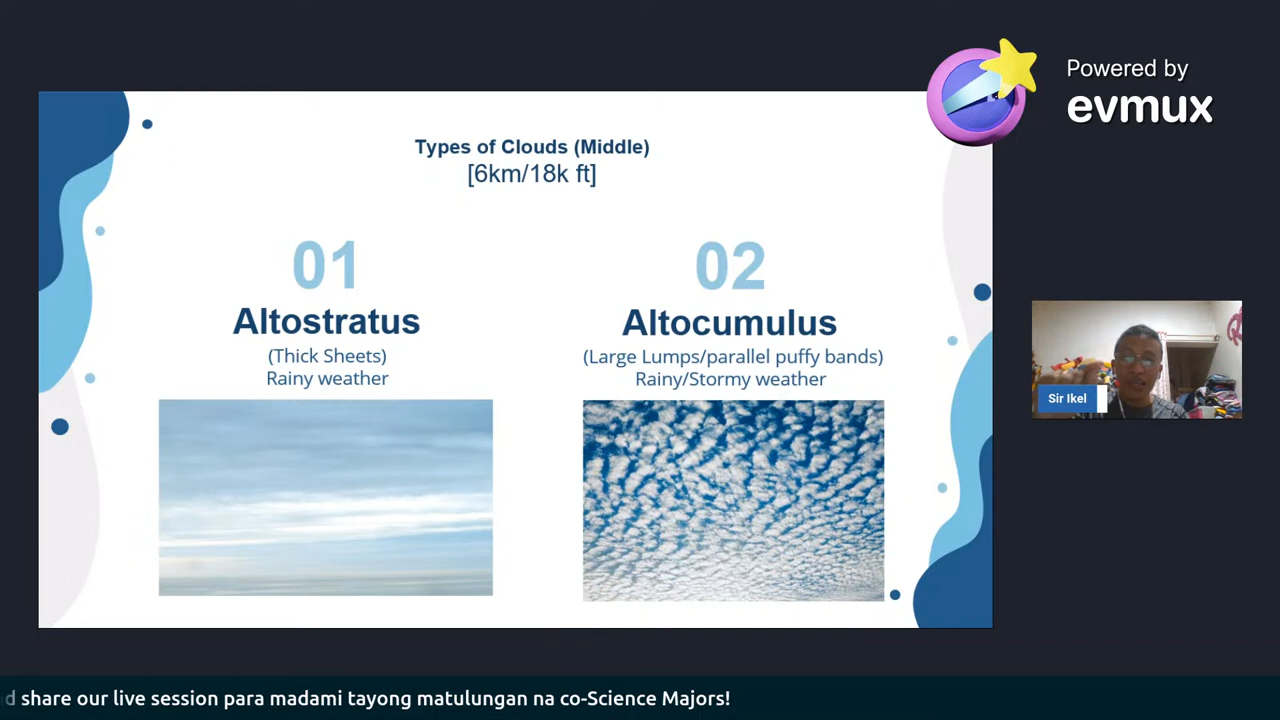 Powered by
evmux
Types of Clouds (Middle)
[6km/18k ft]
01
Altostratus
(Thick Sheets)
Rainy weather
02
Altocumulus
(Large Lumps/parallel puffy bands)
Rainy/Stormy weather
Sir Ikel
share our live session para madami tayong matulungan na co-Science Majors!